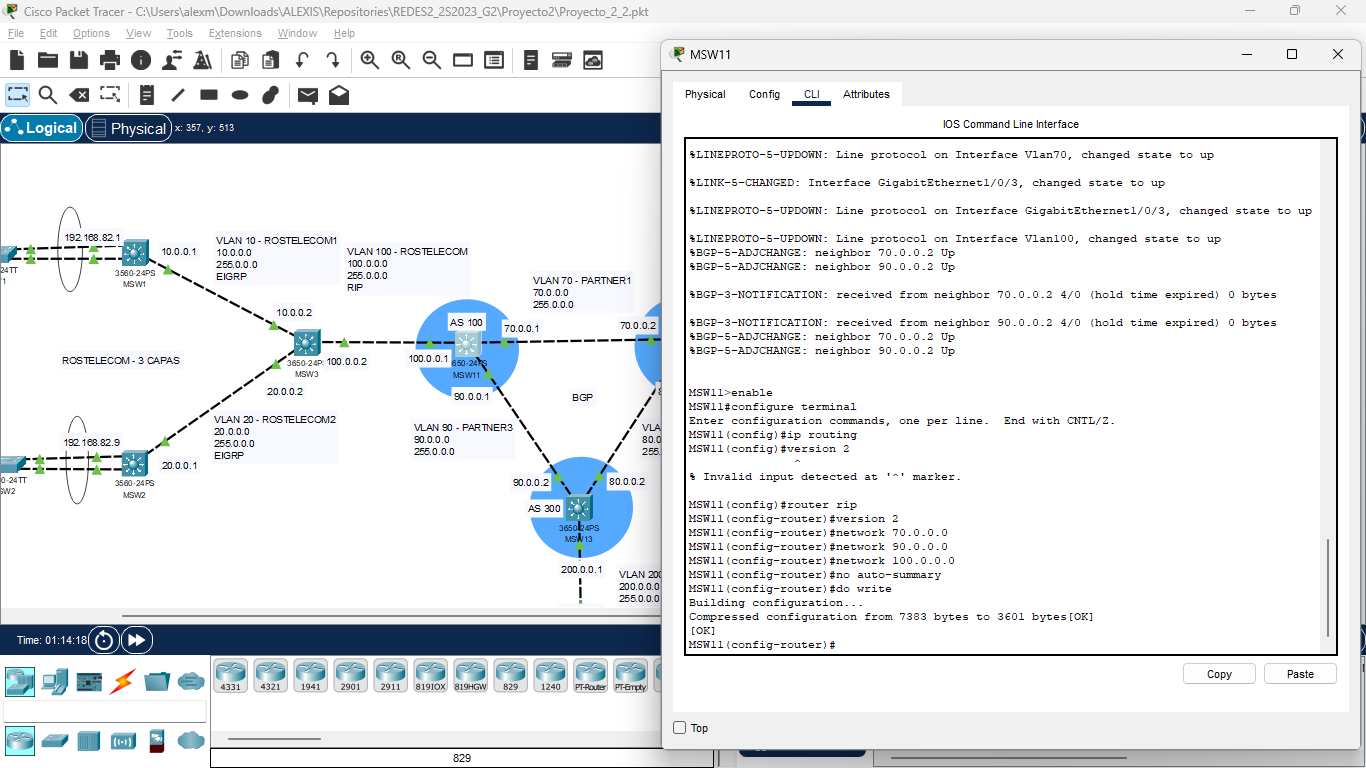 Cisco Packet Tracer - C:\Users\alexm\Downloads\ALEXIS\Repositories\REDES2_2S2023_G2\Proyecto2\Proyecto_2_2.pkt
File Edit Options View Tools Extensions Window Help
Logical Physical x: 357, y: 513
192.168.82.1
10.0.0.1
24TT
3560-24PS
MSW1
VLAN 10 - ROSTELECOM1
10.0.0.0
255.0.0.0
EIGRP
VLAN 100 - ROSTELECOM
100.0.0.0
255.0.0.0
RIP
VLAN 70 - PARTNER1
70.0.0.0
255.0.0.0
10.0.0.2
AS 100
70.0.0.1
70.0.0.2
ROSTELECOM - 3 CAPAS
MSW3
100.0.0.2
100.0.0.1
MSW11
20.0.0.2
90.0.0.1
BGP
VLAN 20 - ROSTELECOM2
20.0.0.0
255.0.0.0
EIGRP
VLAN 90 - PARTNER3
90.0.0.0
255.0.0.0
VLA
80.0
255.
192.168.82.9
20.0.0.1
0-24TT
SW2
3560-24PS
MSW2
90.0.0.2
80.0.0.2
AS 300
3650-24PS
MSW13
200.0.0.1
VLAN 200
200.0.0.0
255.0.0.0
Time: 01:14:18
4331 4321 1941 2901 2911 819IOX 819HGW 829 1240 PT-Router PT-Empty
829
MSW11
Physical Config CLI Attributes
IOS Command Line Interface
%LINEPROTO-5-UPDOWN: Line protocol on Interface Vlan70, changed state to up
%LINK-5-CHANGED: Interface GigabitEthernet1/0/3, changed state to up
%LINEPROTO-5-UPDOWN: Line protocol on Interface GigabitEthernet1/0/3, changed state to up
%LINEPROTO-5-UPDOWN: Line protocol on Interface Vlan100, changed state to up
%BGP-5-ADJCHANGE: neighbor 70.0.0.2 Up
%BGP-5-ADJCHANGE: neighbor 90.0.0.2 Up
%BGP-3-NOTIFICATION: received from neighbor 70.0.0.2 4/0 (hold time expired) 0 bytes
%BGP-3-NOTIFICATION: received from neighbor 90.0.0.2 4/0 (hold time expired) 0 bytes
%BGP-5-ADJCHANGE: neighbor 70.0.0.2 Up
%BGP-5-ADJCHANGE: neighbor 90.0.0.2 Up
MSW11>enable
MSW11#configure terminal
Enter configuration commands, one per line. End with CNTL/Z.
MSW11(config)#ip routing
MSW11(config)#version 2
^
% Invalid input detected at '^' marker.
MSW11(config)#router rip
MSW11(config-router)#version 2
MSW11(config-router)#network 70.0.0.0
MSW11(config-router)#network 90.0.0.0
MSW11(config-router)#network 100.0.0.0
MSW11(config-router)#no auto-summary
MSW11(config-router)#do write
Building configuration...
Compressed configuration from 7383 bytes to 3601 bytes[OK]
[OK]
MSW11(config-router)#
Copy Paste
Top